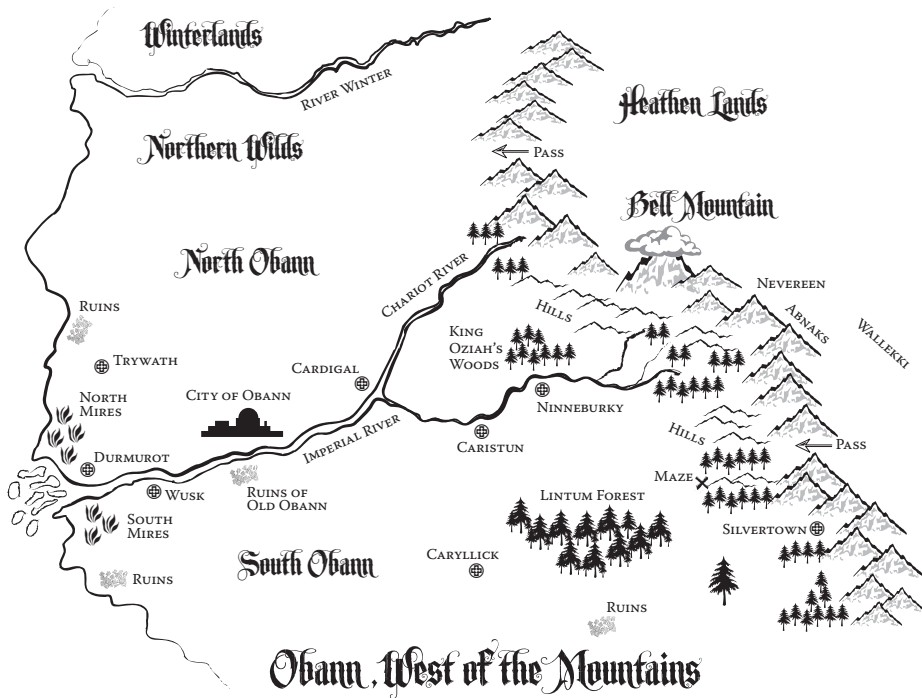 Winterlands
River Winter
Heathen Lands
Northern Wilds
Pass
Bell Mountain
North Obann
Chariot River
Nevereen
Abnaks
Wallekki
Ruins
Hills
King
Oziah's
Woods
Trywath
Cardigal
North
Mires
City of Obann
Ninneburky
Imperial River
Caristun
Hills
Pass
Durmurot
Maze
Wusk
Ruins of
Old Obann
Lintum Forest
South
Mires
Silvertown
Caryllick
South Obann
Ruins
Ruins
Obann, West of the Mountains